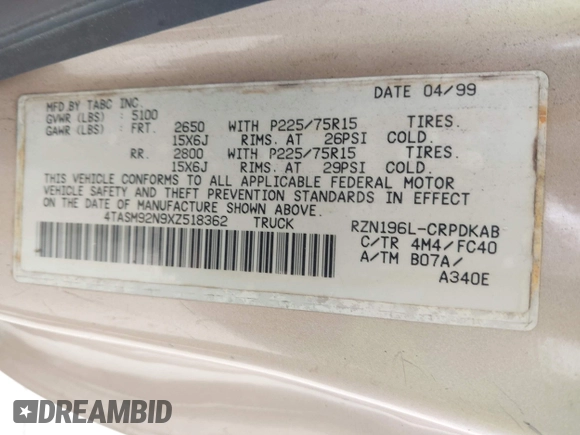 MFD BY TABC INC. DATE 04/99
GVWR (LBS) : 5100
GAWR (LBS) : FRT. 2650 WITH P225/75R15 TIRES.
15X6J RIMS. AT 26PSI COLD.
RR. 2800 WITH P225/75R15 TIRES.
15X6J RIMS. AT 29PSI COLD.
THIS VEHICLE CONFORMS TO ALL APPLICABLE FEDERAL MOTOR
VEHICLE SAFETY AND THEFT PREVENTION STANDARDS IN EFFECT
ON THE DATE OF MANUFACTURE SHOWN ABOVE.
4TASM92N9XZ518362 TRUCK RZN196L-CRPDKAB
C/TR 4M4/FC40
A/TM B07A/
A340E
DREAMBID